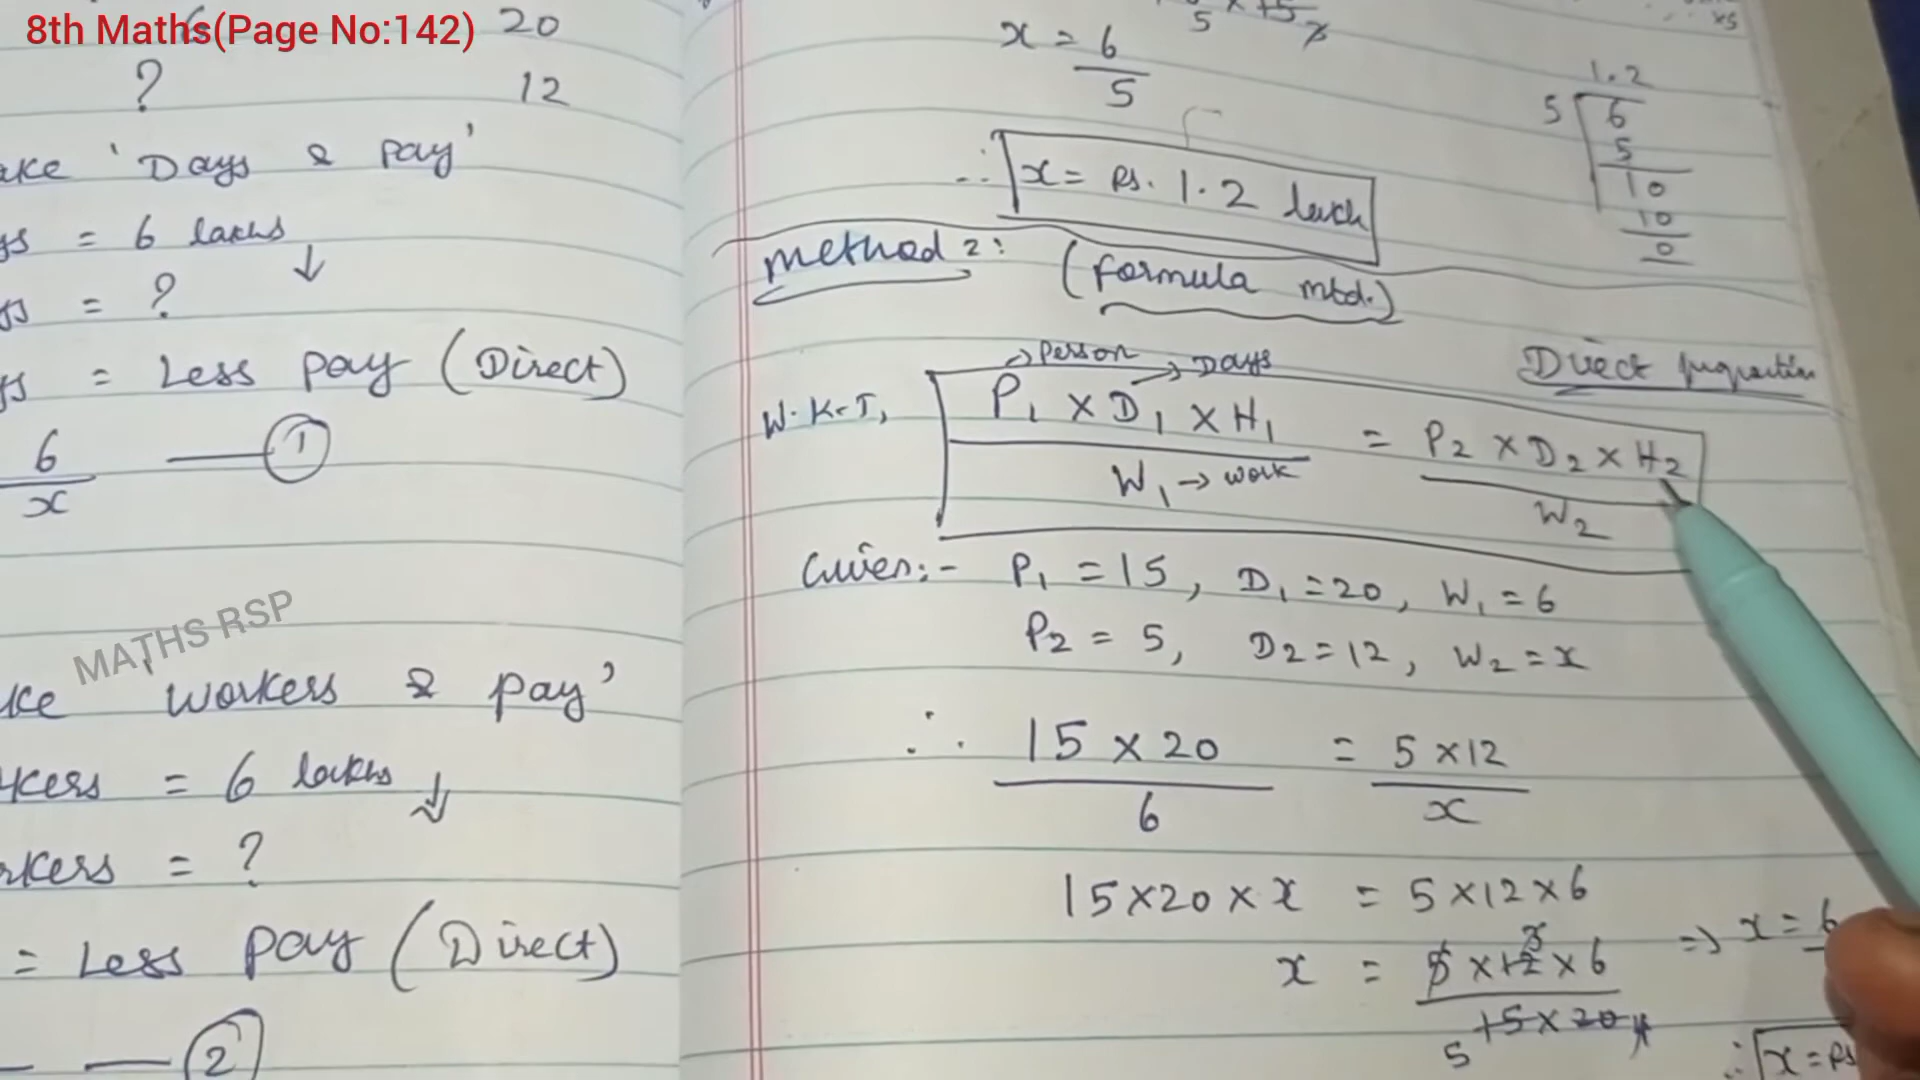 8th Maths(Page No:142)
6 20
? 12
'Days & pay'
= 6 lakhs ↓
= ?
= Less pay (Direct)
6/x —— ①
MATHS RSP
'workers & pay'
= 6 lakhs ↓
= ?
= Less pay (Direct)
—— ②
x = 6/5
∴ x = Rs. 1.2 lakh
1.2
5 6
5
10
10
0
Method 2: (formula mtd.)
→ Person → Days
Direct proportion
W.K.T, P₁ × D₁ × H₁ = P₂ × D₂ × H₂
W₁ → work W₂
Given:- P₁ = 15, D₁ = 20, W₁ = 6
P₂ = 5, D₂ = 12, W₂ = x
∴ 15 × 20 = 5 × 12
6 x
15 × 20 × x = 5 × 12 × 6
x = 5 × 12 × 6 ⇒ x = 6
15 × 20
5
∴ x = Rs